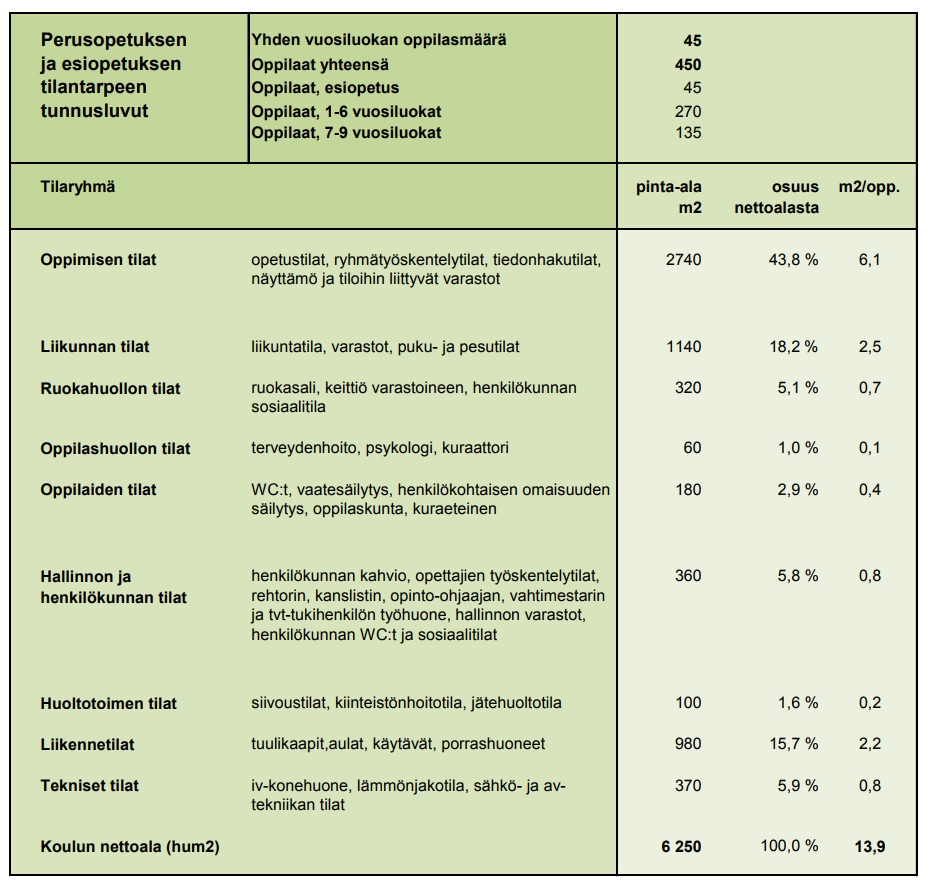 Perusopetuksen
ja esiopetuksen
tilantarpeen
tunnusluvut
Yhden vuosiluokan oppilasmäärä 45
Oppilaat yhteensä 450
Oppilaat, esiopetus 45
Oppilaat, 1-6 vuosiluokat 270
Oppilaat, 7-9 vuosiluokat 135
Tilaryhmä pinta-ala osuus m2/opp.
m2 nettoalasta
Oppimisen tilat opetustilat, ryhmätyöskentelytilat, tiedonhakutilat, 2740 43,8 % 6,1
näyttämö ja tiloihin liittyvät varastot
Liikunnan tilat liikuntatila, varastot, puku- ja pesutilat 1140 18,2 % 2,5
Ruokahuollon tilat ruokasali, keittiö varastoineen, henkilökunnan 320 5,1 % 0,7
sosiaalitila
Oppilashuollon tilat terveydenhoito, psykologi, kuraattori 60 1,0 % 0,1
Oppilaiden tilat WC:t, vaatesäilytys, henkilökohtaisen omaisuuden 180 2,9 % 0,4
säilytys, oppilaskunta, kuraeteinen
Hallinnon ja henkilökunnan kahvio, opettajien työskentelytilat, 360 5,8 % 0,8
henkilökunnan tilat rehtorin, kanslistin, opinto-ohjaajan, vahtimestarin
ja tvt-tukihenkilön työhuone, hallinnon varastot,
henkilökunnan WC:t ja sosiaalitilat
Huoltotoimen tilat siivoustilat, kiinteistönhoitotila, jätehuoltotila 100 1,6 % 0,2
Liikennetilat tuulikaapit,aulat, käytävät, porrashuoneet 980 15,7 % 2,2
Tekniset tilat iv-konehuone, lämmönjakotila, sähkö- ja av- 370 5,9 % 0,8
tekniikan tilat
Koulun nettoala (hum2) 6 250 100,0 % 13,9